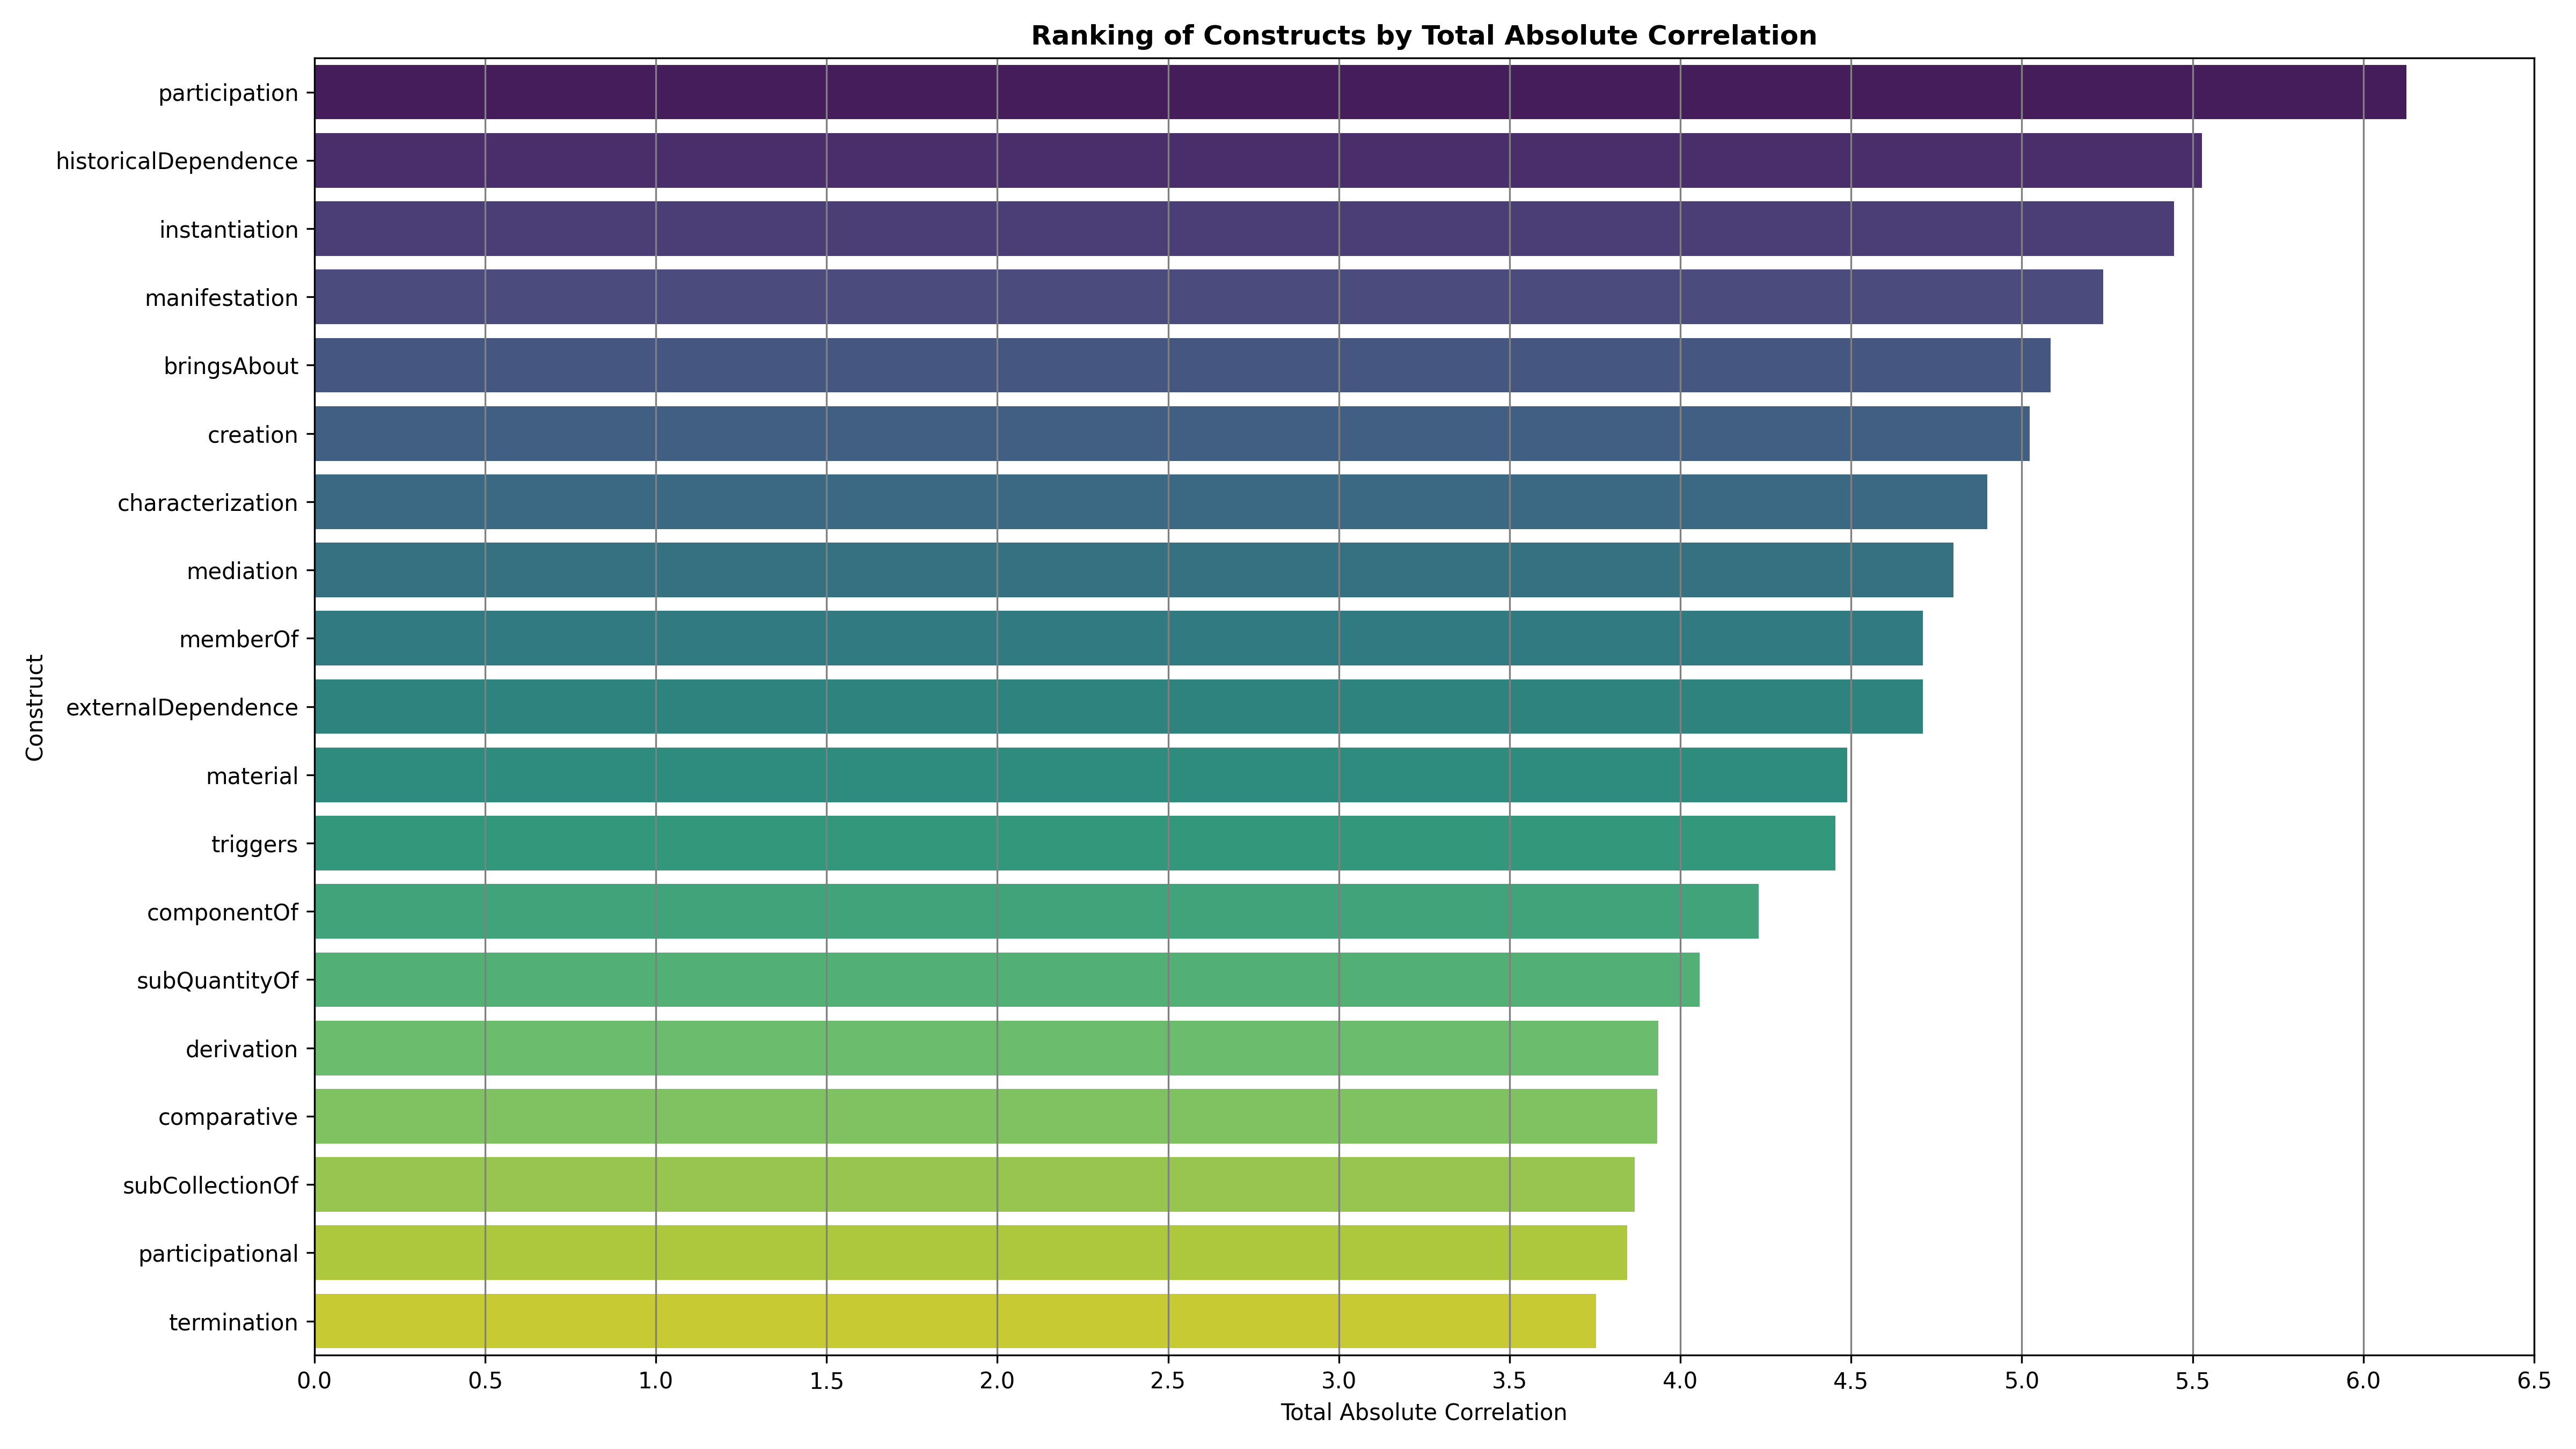 Ranking of Constructs by Total Absolute Correlation
Construct
participation
historicalDependence
instantiation
manifestation
bringsAbout
creation
characterization
mediation
memberOf
externalDependence
material
triggers
componentOf
subQuantityOf
derivation
comparative
subCollectionOf
participational
termination
0.0 0.5 1.0 1.5 2.0 2.5 3.0 3.5 4.0 4.5 5.0 5.5 6.0 6.5
Total Absolute Correlation